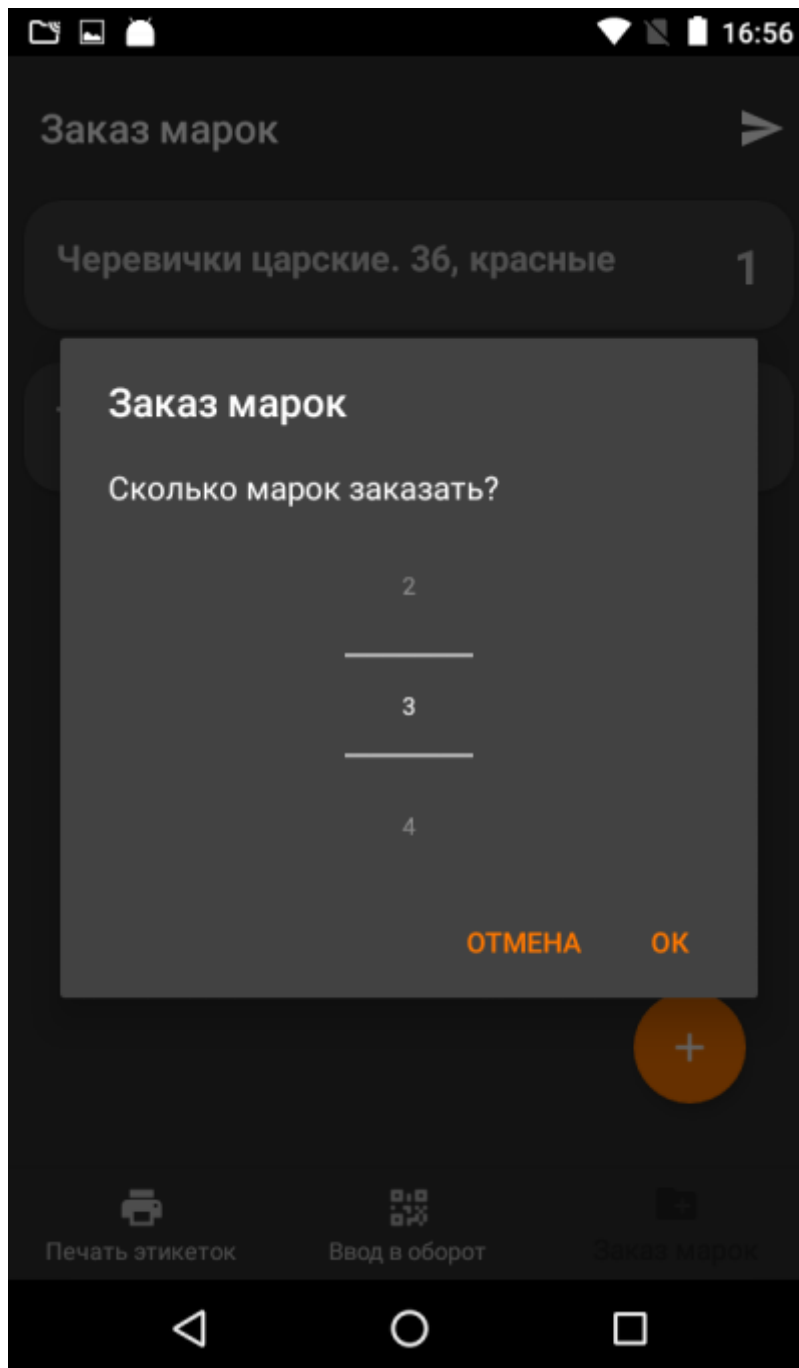 16:56
Заказ марок
Черевички царские. 36, красные
1
Заказ марок
Сколько марок заказать?
2
3
4
ОТМЕНА
ОК
+
Печать этикеток
Ввод в оборот
Заказ марок